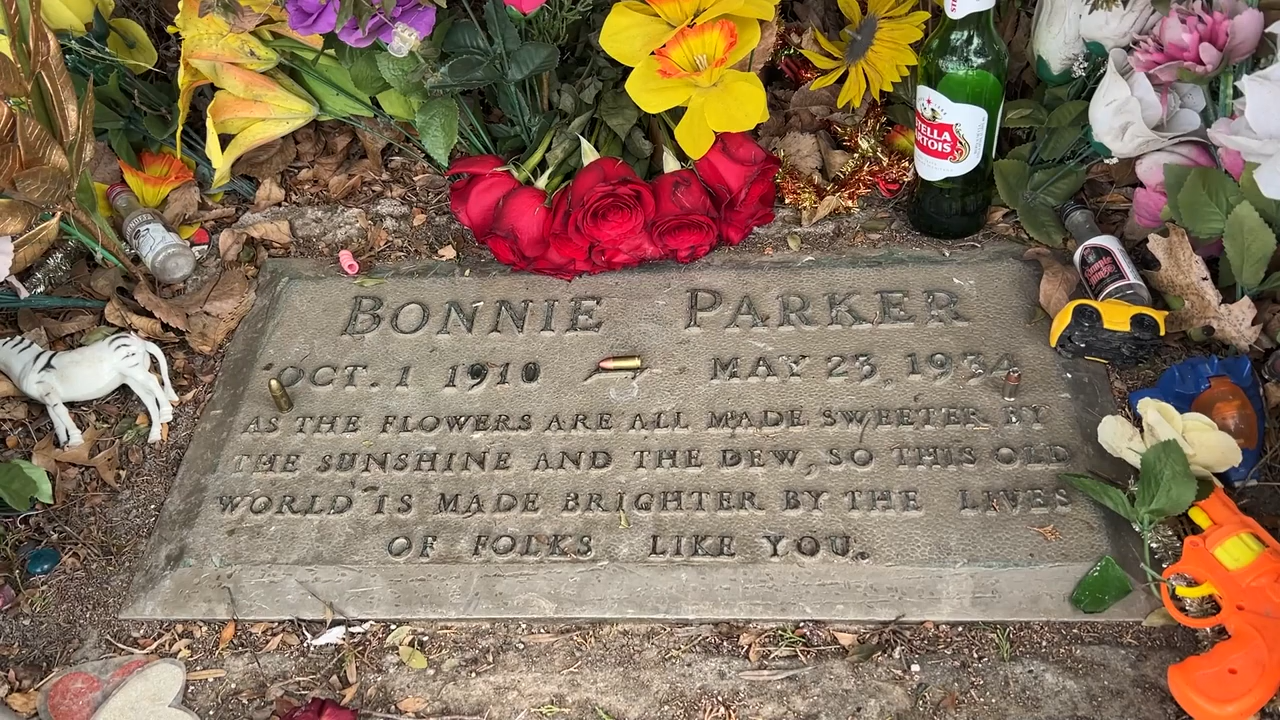 STELLA
ARTOIS
BONNIE PARKER
OCT. 1 1910 MAY 23, 1934
AS THE FLOWERS ARE ALL MADE SWEETER BY
THE SUNSHINE AND THE DEW, SO THIS OLD
WORLD IS MADE BRIGHTER BY THE LIVES
OF FOLKS LIKE YOU.